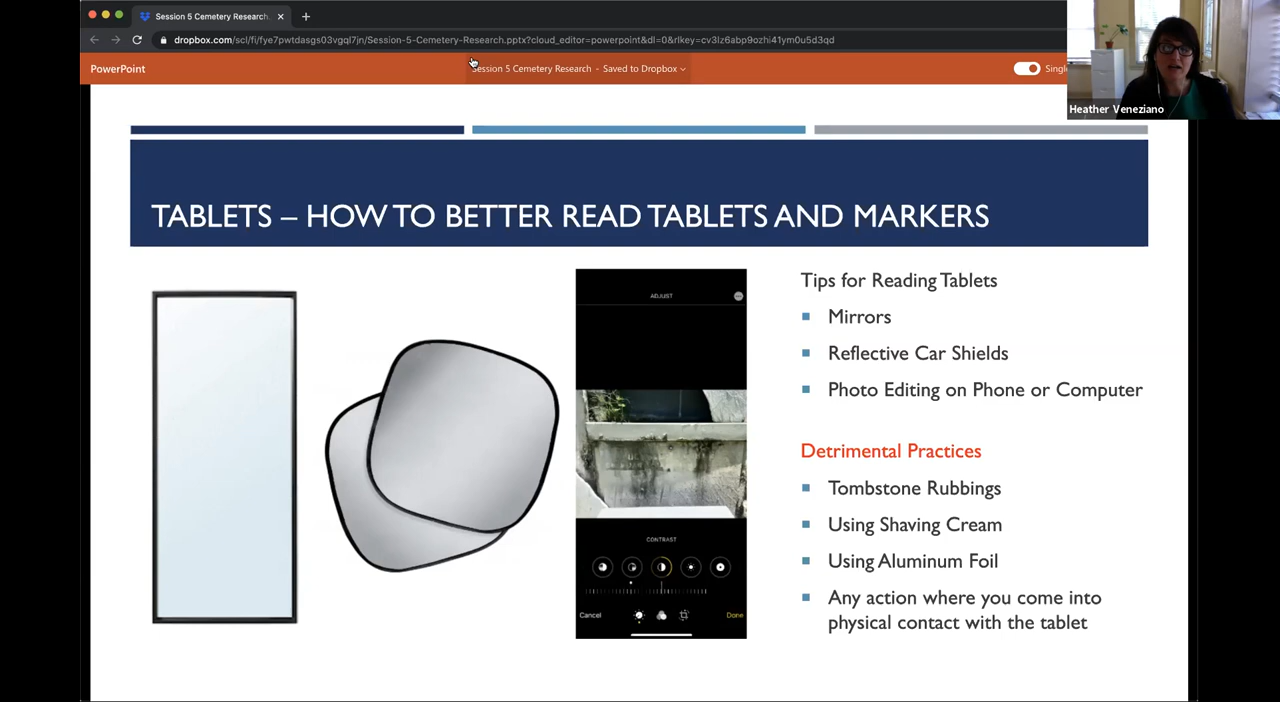 Session 5 Cemetery Research.
dropbox.com/scl/fi/fye7pwtdasgs03vgql7jn/Session-5-Cemetery-Research.pptx?cloud_editor=powerpoint&dl=0&rlkey=cv3lz6abp9ozhi41ym0u5d3qd
PowerPoint
Session 5 Cemetery Research - Saved to Dropbox
Heather Veneziano
TABLETS – HOW TO BETTER READ TABLETS AND MARKERS
ADJUST
CONTRAST
Cancel
Done
Tips for Reading Tablets
Mirrors
Reflective Car Shields
Photo Editing on Phone or Computer
Detrimental Practices
Tombstone Rubbings
Using Shaving Cream
Using Aluminum Foil
Any action where you come into
physical contact with the tablet